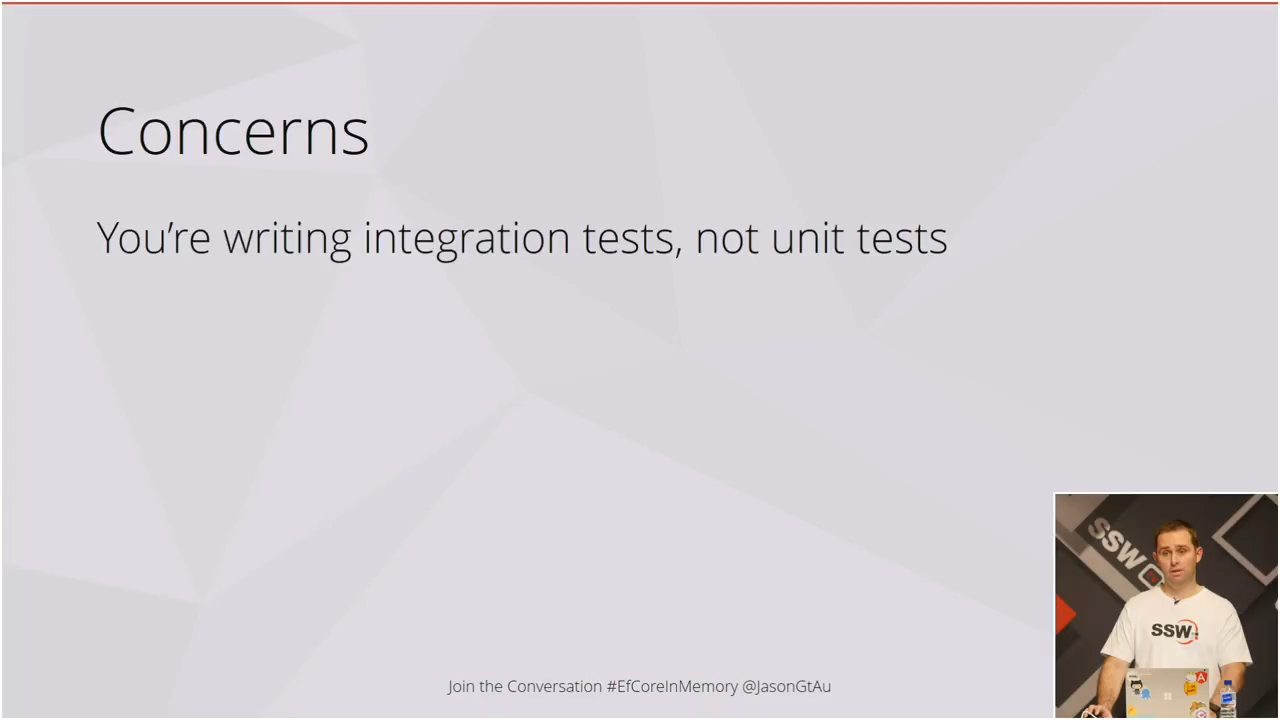 Concerns
You're writing integration tests, not unit tests
SSW
SSW
Join the Conversation #EfCoreInMemory @JasonGtAu